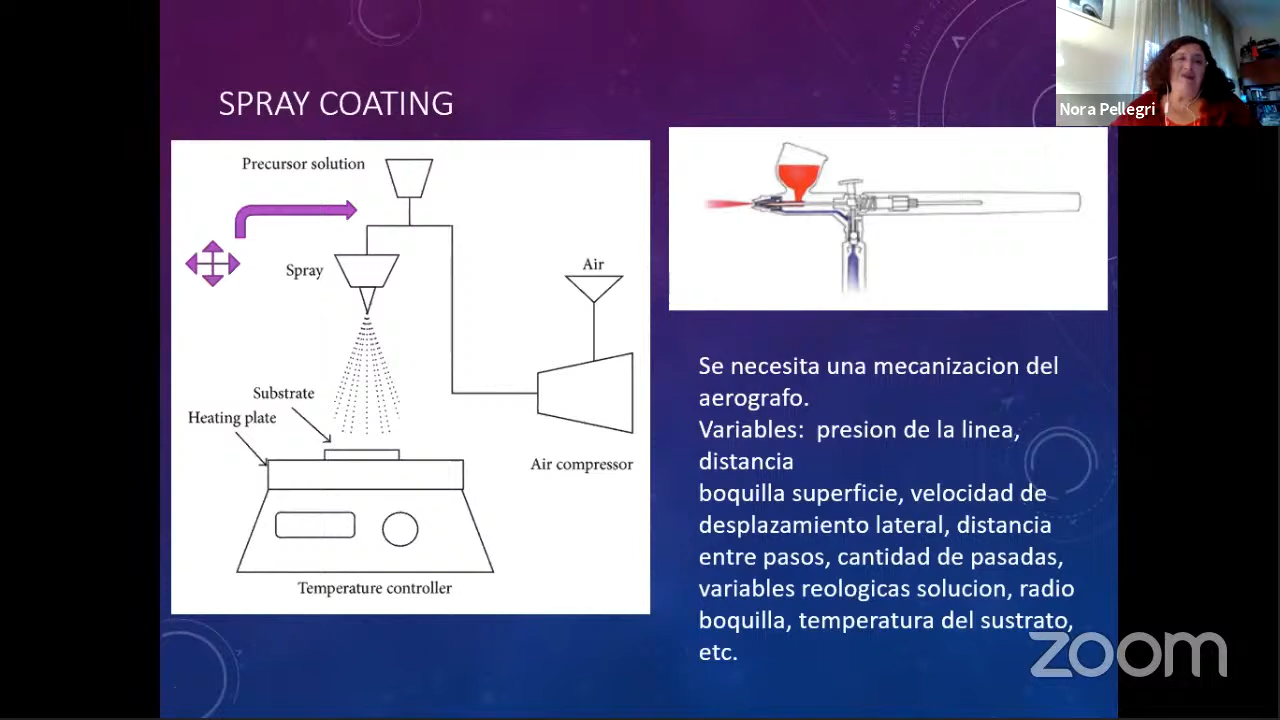 SPRAY COATING
Precursor solution
Spray
Air
Substrate
Heating plate
Air compressor
Temperature controller
Se necesita una mecanizacion del
aerografo.
Variables:  presion de la linea,
distancia
boquilla superficie, velocidad de
desplazamiento lateral, distancia
entre pasos, cantidad de pasadas,
variables reologicas solucion, radio
boquilla, temperatura del sustrato,
etc.
Nora Pellegri
zoom